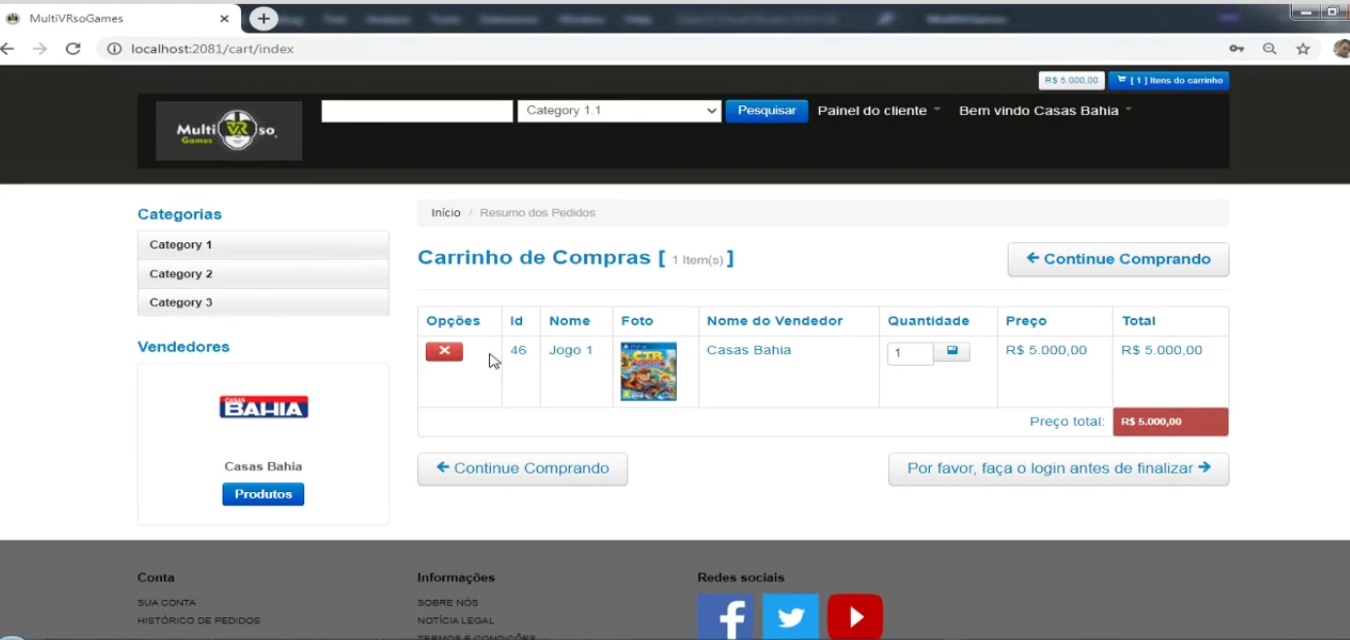 MultiVRsoGames
localhost:2081/cart/index
R$ 5.000,00
[ 1 ] Itens do carrinho
Multi VR so
Games
Category 1.1
Pesquisar
Painel do cliente
Bem vindo Casas Bahia
Categorias
Category 1
Category 2
Category 3
Vendedores
CASAS
BAHIA
Casas Bahia
Produtos
Início / Resumo dos Pedidos
Carrinho de Compras [ 1 Item(s) ]
Continue Comprando
Opções Id Nome Foto Nome do Vendedor Quantidade Preço Total
46 Jogo 1 Casas Bahia 1 R$ 5.000,00 R$ 5.000,00
CTR
Preço total: R$ 5.000,00
Continue Comprando
Por favor, faça o login antes de finalizar
Conta
SUA CONTA
HISTÓRICO DE PEDIDOS
Informações
SOBRE NÓS
NOTÍCIA LEGAL
TERMOS E CONDIÇÕES
Redes sociais